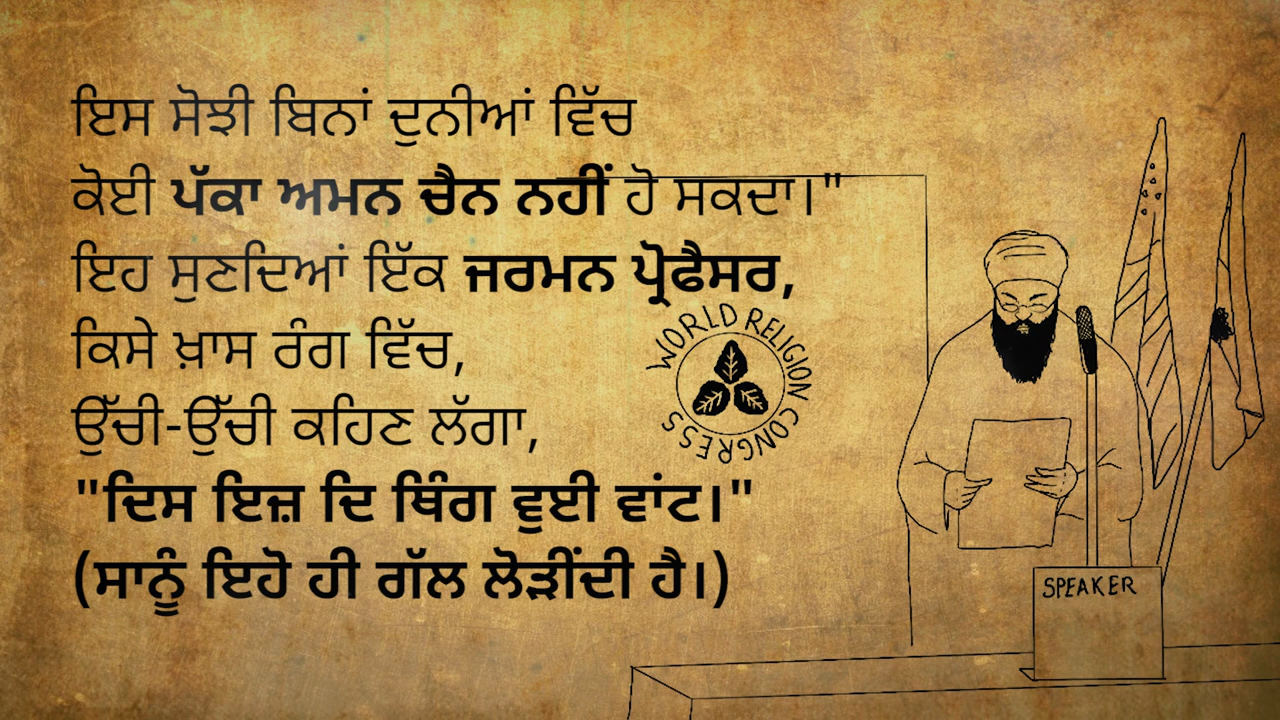 ਇਸ ਸੋਝੀ ਬਿਨਾਂ ਦੁਨੀਆਂ ਵਿੱਚ
ਕੋਈ ਪੱਕਾ ਅਮਨ ਚੈਨ ਨਹੀਂ ਹੋ ਸਕਦਾ।"
ਇਹ ਸੁਣਦਿਆਂ ਇੱਕ ਜਰਮਨ ਪ੍ਰੋਫੈਸਰ,
ਕਿਸੇ ਖ਼ਾਸ ਰੰਗ ਵਿੱਚ,
ਉੱਚੀ-ਉੱਚੀ ਕਹਿਣ ਲੱਗਾ,
"ਦਿਸ ਇਜ਼ ਦਿ ਥਿੰਗ ਵੁਈ ਵਾਂਟ।"
(ਸਾਨੂੰ ਇਹੋ ਹੀ ਗੱਲ ਲੋੜੀਂਦੀ ਹੈ।)
WORLD RELIGION CONGRESS
SPEAKER